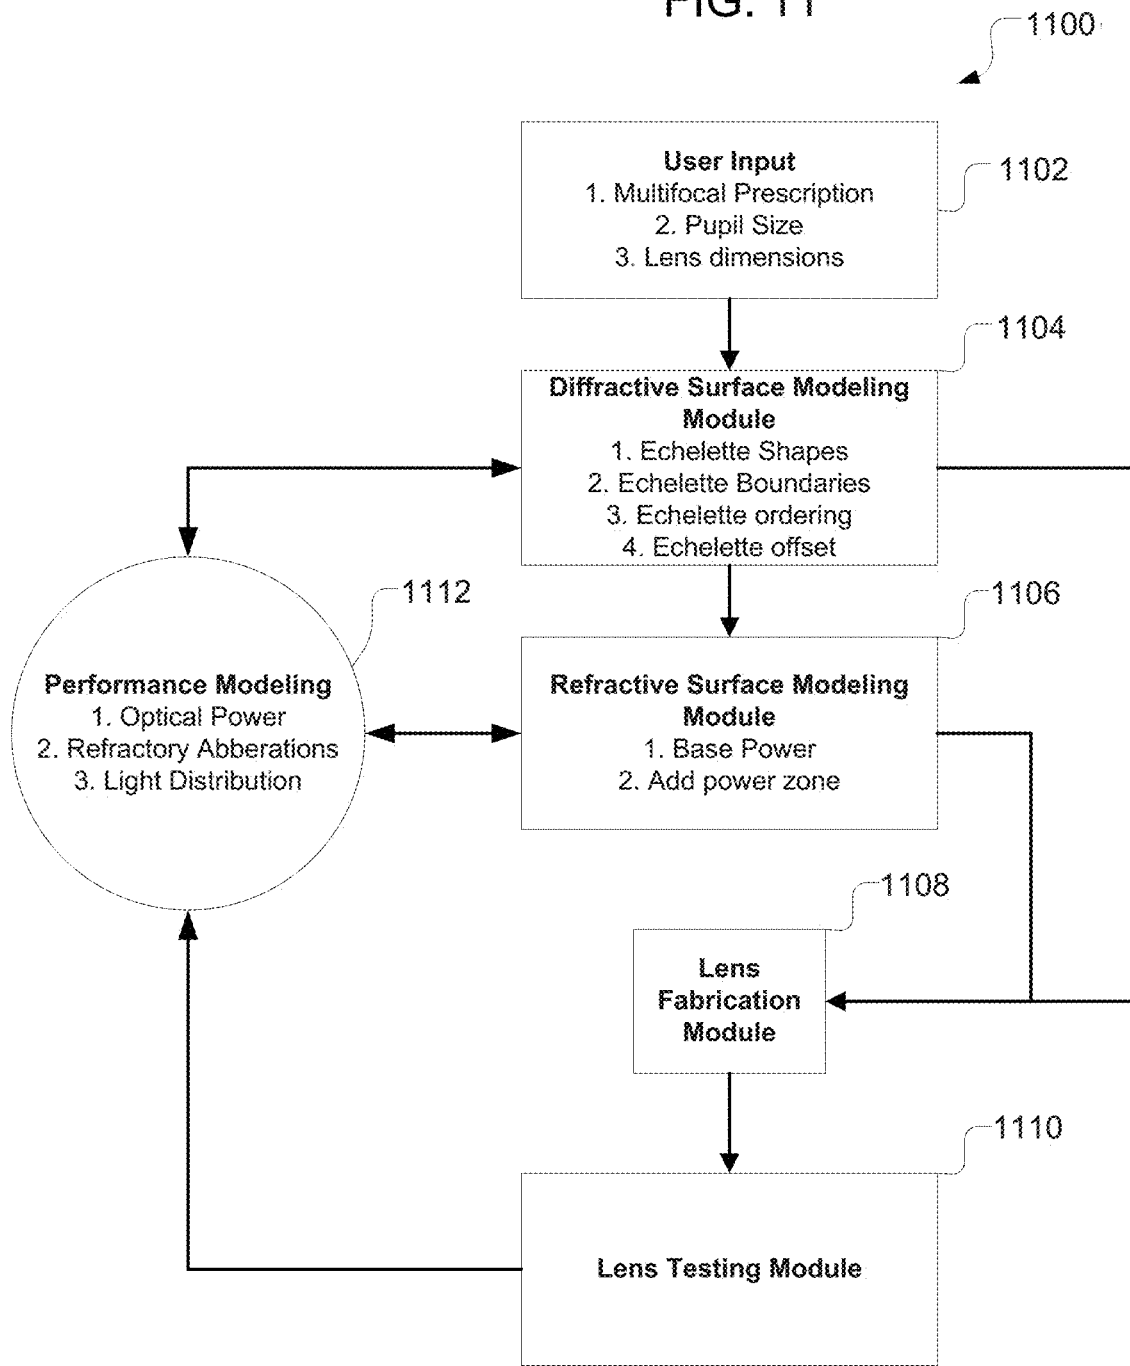 FIG. 11
1100
User Input
1. Multifocal Prescription
2. Pupil Size
3. Lens dimensions
1102
1104
Diffractive Surface Modeling
Module
1. Echelette Shapes
2. Echelette Boundaries
3. Echelette ordering
4. Echelette offset
1112
1106
Performance Modeling
1. Optical Power
2. Refractory Abberations
3. Light Distribution
Refractive Surface Modeling
Module
1. Base Power
2. Add power zone
1108
Lens
Fabrication
Module
1110
Lens Testing Module